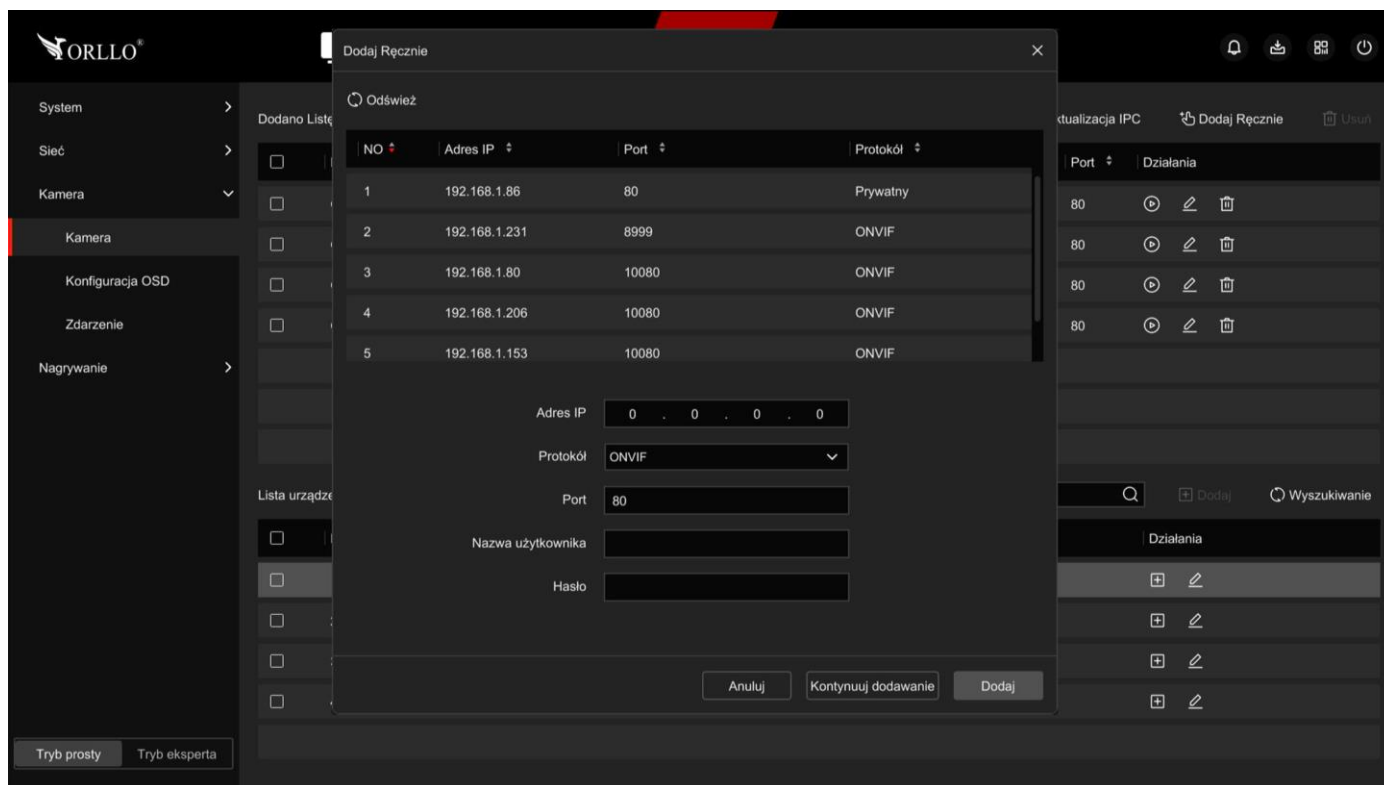 ORLLO®
Dodaj Ręcznie
System
Sieć
Kamera
Kamera
Konfiguracja OSD
Zdarzenie
Nagrywanie
Tryb prosty Tryb eksperta
Dodano Listę
Odśwież
NO Adres IP Port Protokół
1 192.168.1.86 80 Prywatny
2 192.168.1.231 8999 ONVIF
3 192.168.1.80 10080 ONVIF
4 192.168.1.206 10080 ONVIF
5 192.168.1.153 10080 ONVIF
Adres IP 0 . 0 . 0 . 0
Protokół ONVIF
Port 80
Nazwa użytkownika
Hasło
Anuluj Kontynuuj dodawanie Dodaj
IPC Dodaj Ręcznie Usuń
Port Działania
80
80
80
80
Lista
Dodaj Wyszukiwanie
Działania